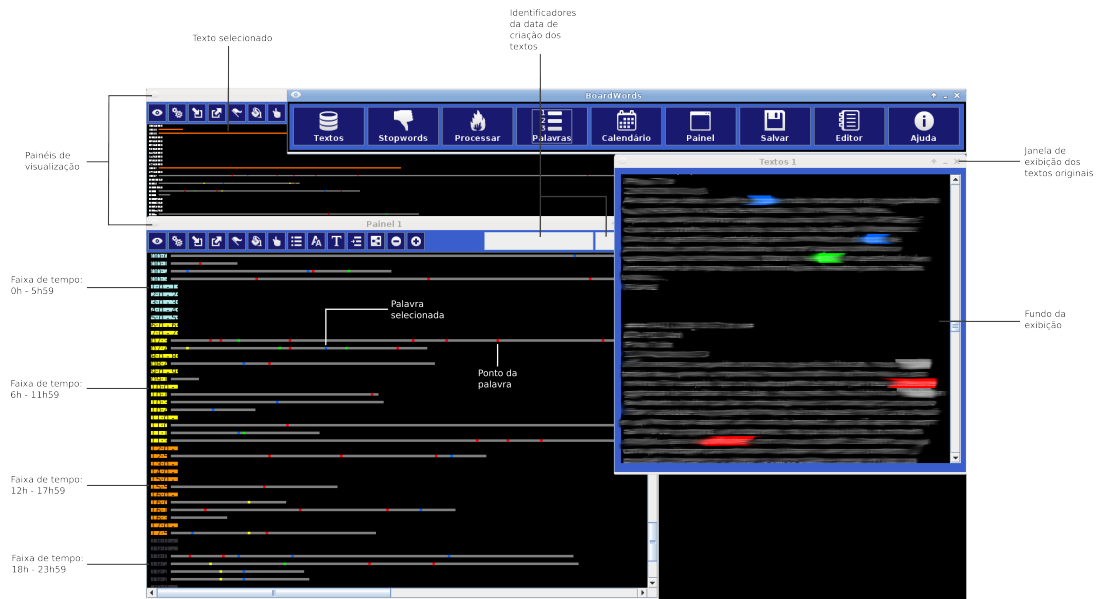 Identificadores
da data de
criação dos
textos
Texto selecionado
BoardWords
Textos
Stopwords
Processar
1
2
3
Palavras
Calendário
Painel
Salvar
Editor
Ajuda
Painéis de
visualização
Textos 1
Janela de
exibição dos
textos originais
Painel 1
Faixa de tempo:
0h - 5h59
Palavra
selecionada
Fundo da
exibição
Ponto da
palavra
Faixa de tempo:
6h - 11h59
Faixa de tempo:
12h - 17h59
Faixa de tempo:
18h - 23h59